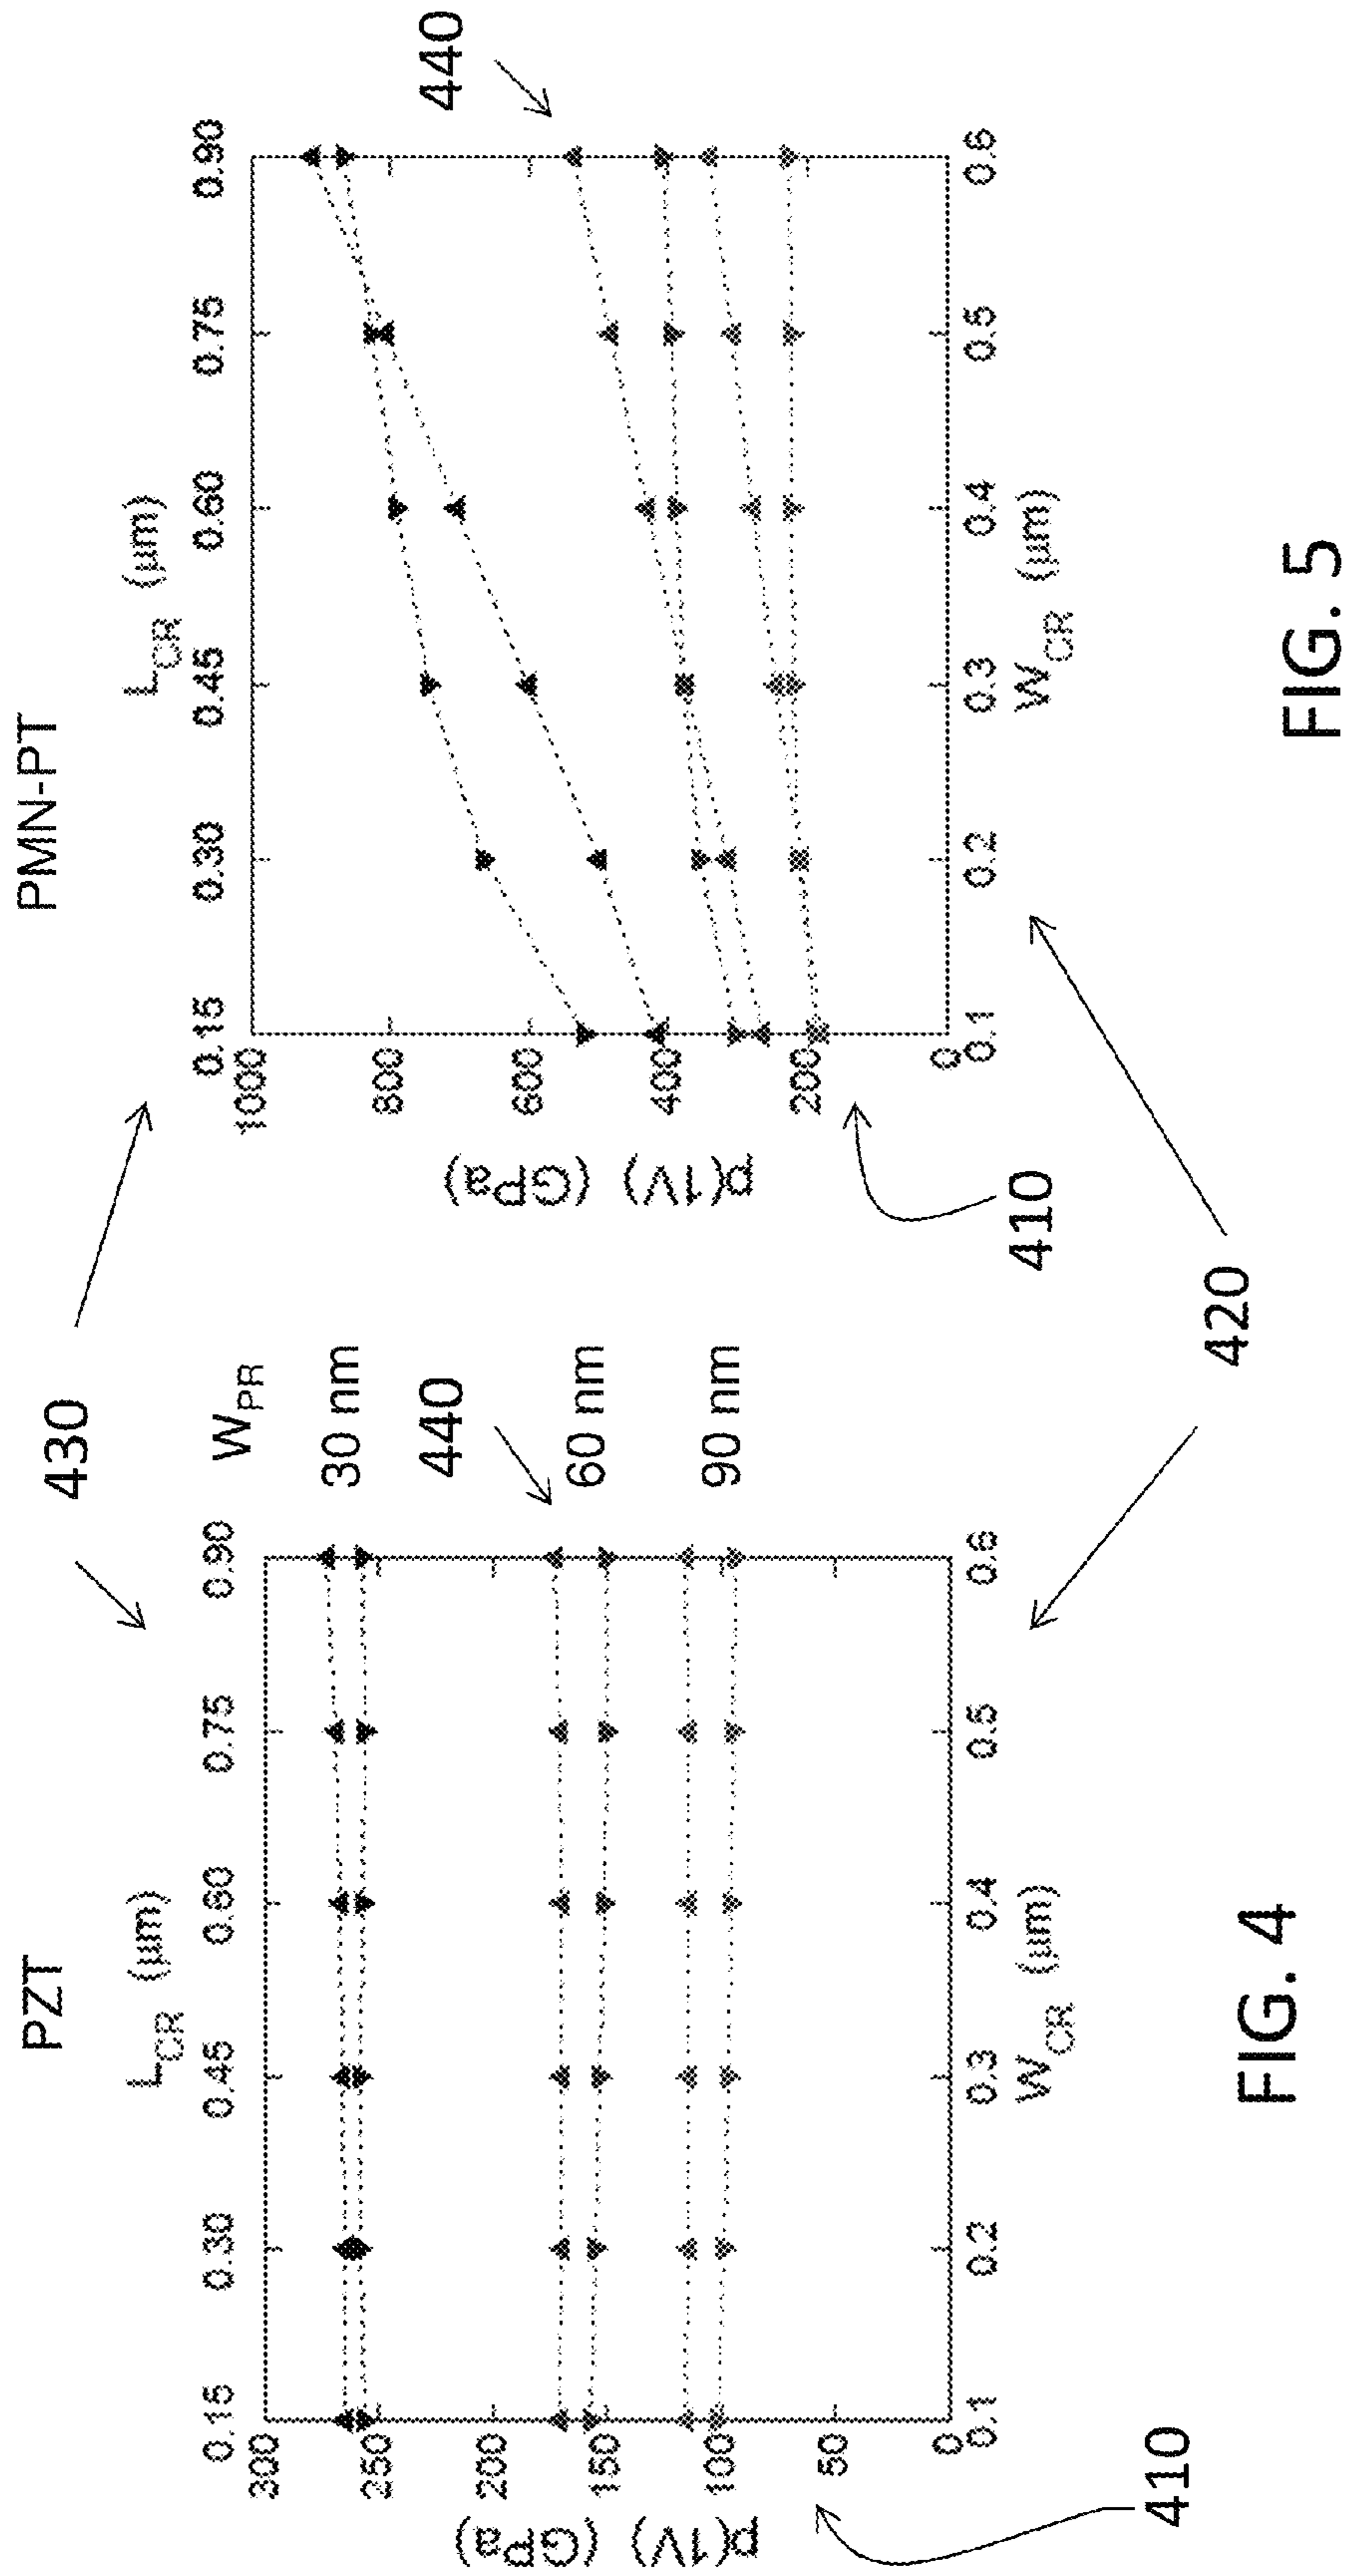 PZT
430
L_CR (µm)
0.15 0.30 0.45 0.60 0.75 0.90
p(1V) (GPa)
300
250
200
150
100
50
0
0.1 0.2 0.3 0.4 0.5 0.6
W_CR (µm)
410
W_PR
30 nm
440
60 nm
90 nm
420
FIG. 4
PMN-PT
L_CR (µm)
0.15 0.30 0.45 0.60 0.75 0.90
p(1V) (GPa)
1000
800
600
400
200
0
0.1 0.2 0.3 0.4 0.5 0.6
W_CR (µm)
440
410
FIG. 5